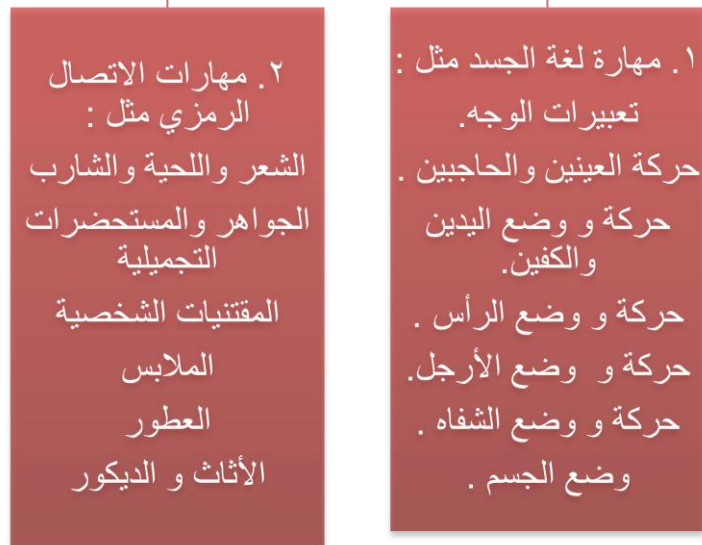 ١. مهارة لغة الجسد مثل :
تعبيرات الوجه.
حركة العينين والحاجبين .
حركة و وضع اليدين
والكفين.
حركة و وضع الرأس .
حركة و وضع الأرجل.
حركة و وضع الشفاه .
وضع الجسم .
٢. مهارات الاتصال
الرمزي مثل :
الشعر واللحية والشارب
الجواهر والمستحضرات
التجميلية
المقتنيات الشخصية
الملابس
العطور
الأثاث و الديكور